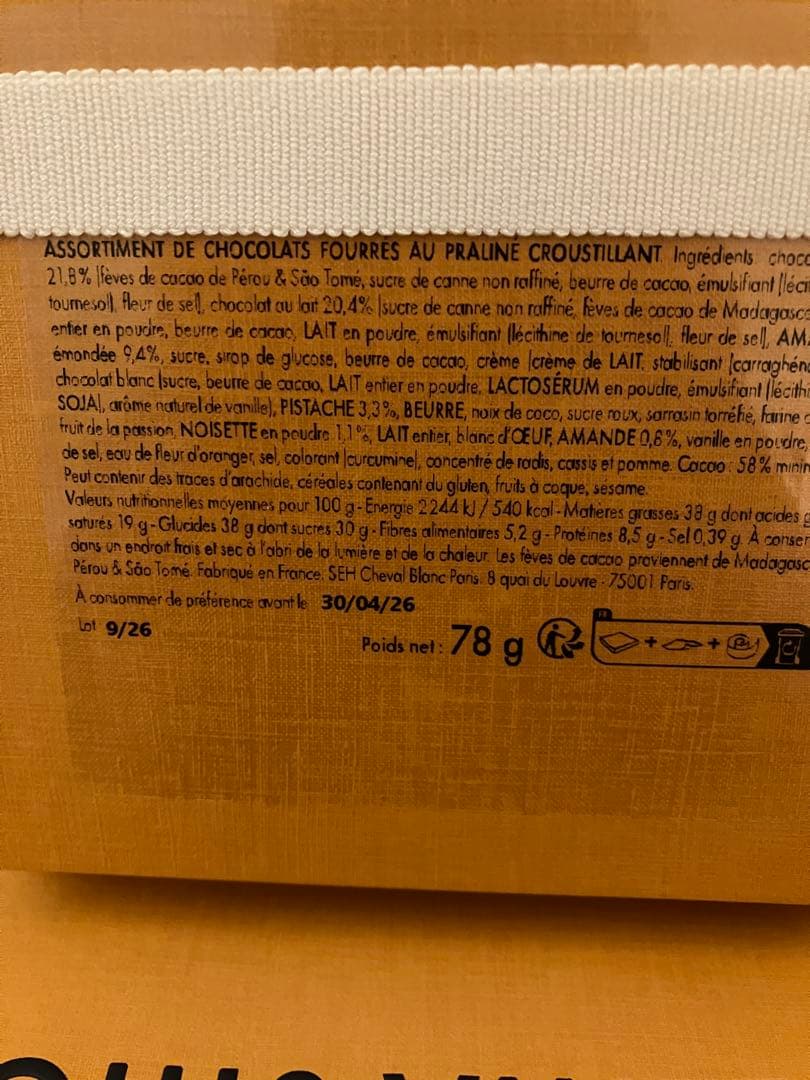 ASSORTIMENT DE CHOCOLATS FOURRÉS AU PRALINÉ CROUSTILLANT. Ingrédients : choco
21,8% [fèves de cacao de Pérou & São Tomé, sucre de canne non raffiné, beurre de cacao, émulsifiant (léci
tournesol), fleur de sel], chocolat au lait 20,4% [sucre de canne non raffiné, fèves de cacao de Madagasca
entier en poudre, beurre de cacao, LAIT en poudre, émulsifiant (lécithine de tournesol), fleur de sel], AM
émondée 9,4%, sucre, sirop de glucose, beurre de cacao, crème [crème de LAIT, stabilisant (carraghéna
chocolat blanc [sucre, beurre de cacao, LAIT entier en poudre, LACTOSÉRUM en poudre, émulsifiant (lécithi
SOJA), arôme naturel de vanille], PISTACHE 3,3%, BEURRE, noix de coco, sucre roux, sarrasin torréfié, farine
fruit de la passion, NOISETTE en poudre 1,1%, LAIT entier, blanc d'ŒUF, AMANDE 0,6%, vanille en poudre,
de sel, eau de fleur d'oranger, sel, colorant (curcumine), concentré de radis, cassis et pomme. Cacao : 58% minim
Peut contenir des traces d'arachide, céréales contenant du gluten, fruits à coque, sésame.
Valeurs nutritionnelles moyennes pour 100 g - Energie 2244 kJ / 540 kcal - Matières grasses 38 g dont acides g
saturés 19 g - Glucides 38 g dont sucres 30 g - Fibres alimentaires 5,2 g - Protéines 8,5 g - Sel 0,39 g. À conser
dans un endroit frais et sec à l'abri de la lumière et de la chaleur. Les fèves de cacao proviennent de Madagasc
Pérou & São Tomé. Fabriqué en France. SEH Cheval Blanc Paris. 8 quai du Louvre - 75001 Paris.
À consommer de préférence avant le 30/04/26
Lot 9/26
Poids net : 78 g